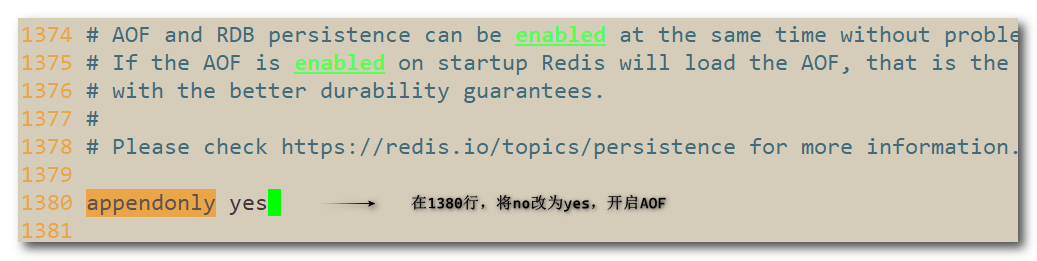 1374 # AOF and RDB persistence can be enabled at the same time without proble
1375 # If the AOF is enabled on startup Redis will load the AOF, that is the
1376 # with the better durability guarantees.
1377 #
1378 # Please check https://redis.io/topics/persistence for more information.
1379
1380 appendonly yes 在1380行，将no改为yes，开启AOF
1381